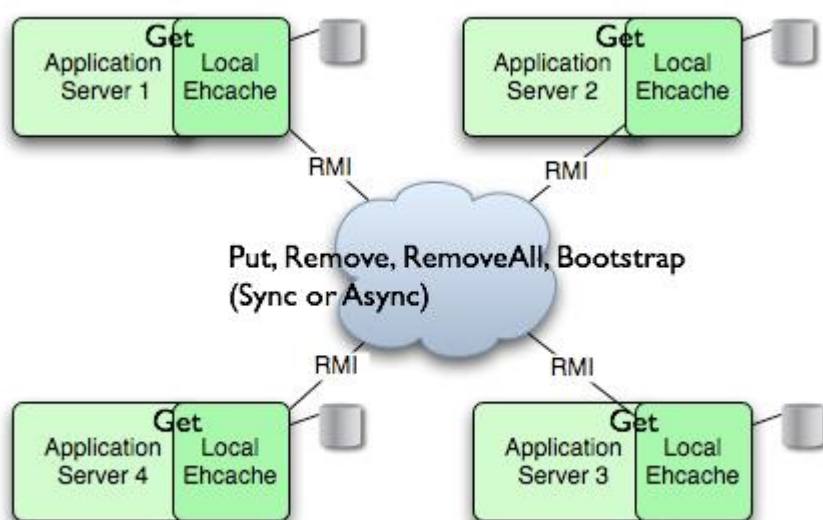 Get
Application
Server 1
Local
Ehcache
Get
Application
Server 2
Local
Ehcache
RMI
RMI
Put, Remove, RemoveAll, Bootstrap
(Sync or Async)
RMI
RMI
Get
Application
Server 4
Local
Ehcache
Get
Application
Server 3
Local
Ehcache